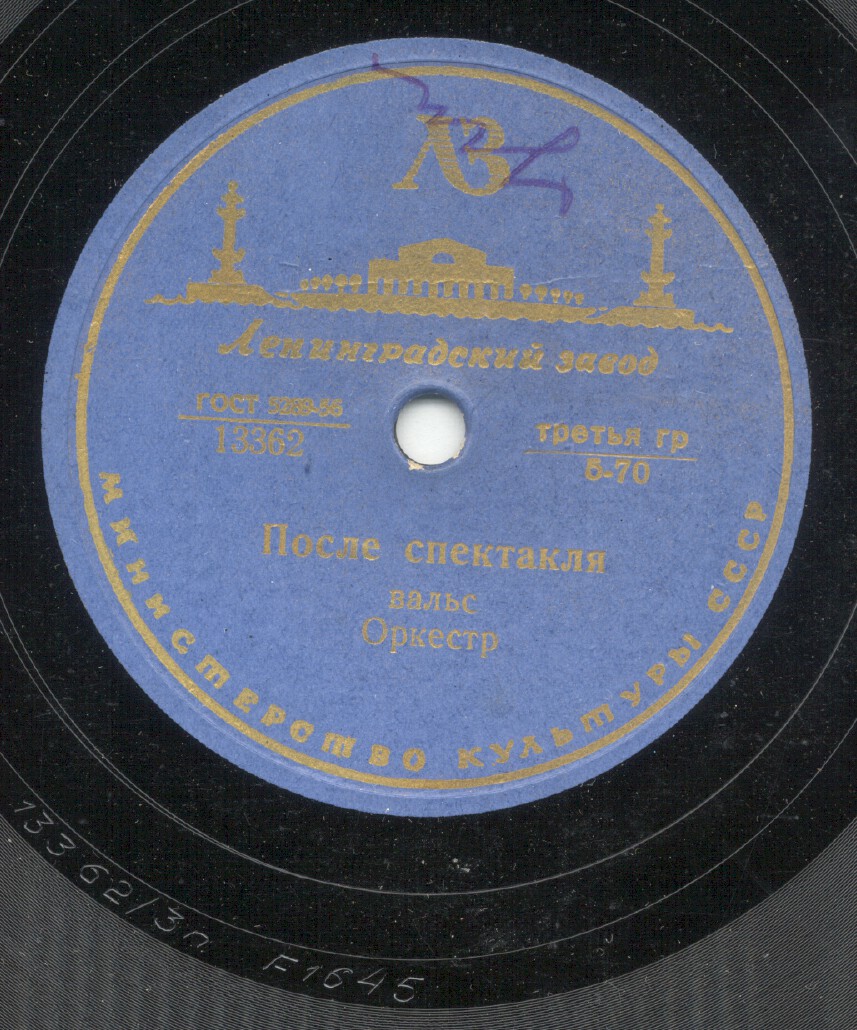 ЛЗ
Ленинградский завод
ГОСТ 5289-56
13362
третья гр
5-70
После спектакля
вальс
Оркестр
МИНИСТЕРСТВО КУЛЬТУРЫ СССР
13362/3п
F1645